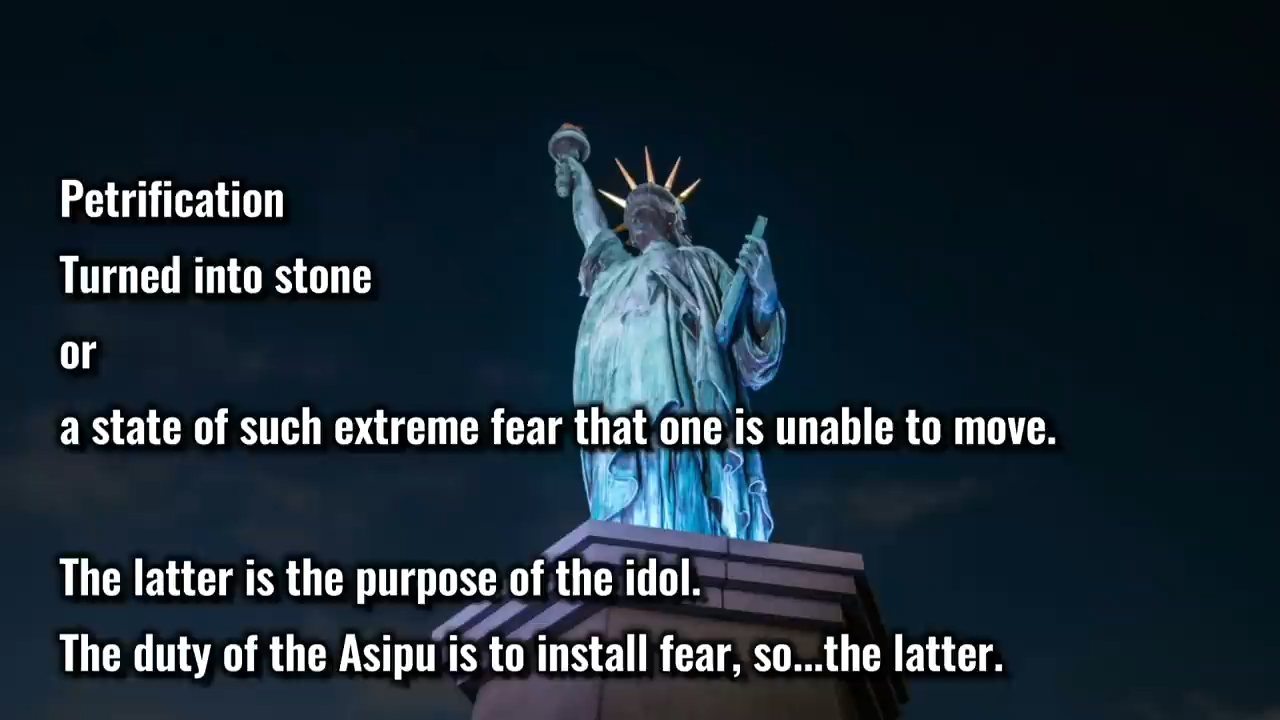 Petrification
Turned into stone
or
a state of such extreme fear that one is unable to move.
The latter is the purpose of the idol.
The duty of the Asipu is to install fear, so...the latter.